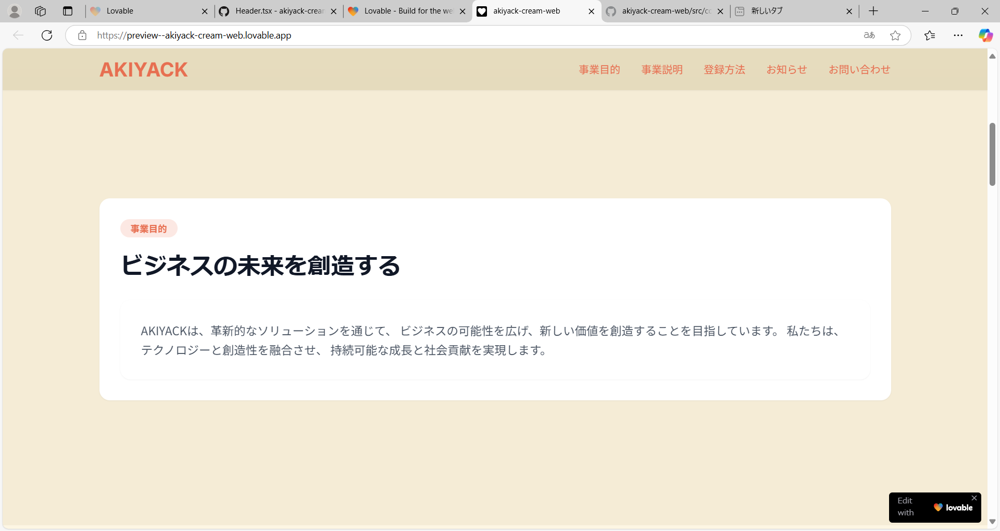 Lovable
Header.tsx - akiyack-crear
Lovable - Build for the we
akiyack-cream-web
akiyack-cream-web/src/co
新しいタブ
https://preview--akiyack-cream-web.lovable.app
aあ
AKIYACK
事業目的
事業説明
登録方法
お知らせ
お問い合わせ
事業目的
ビジネスの未来を創造する
AKIYACKは、革新的なソリューションを通じて、 ビジネスの可能性を広げ、新しい価値を創造することを目指しています。 私たちは、
テクノロジーと創造性を融合させ、 持続可能な成長と社会貢献を実現します。
Edit
with
lovable